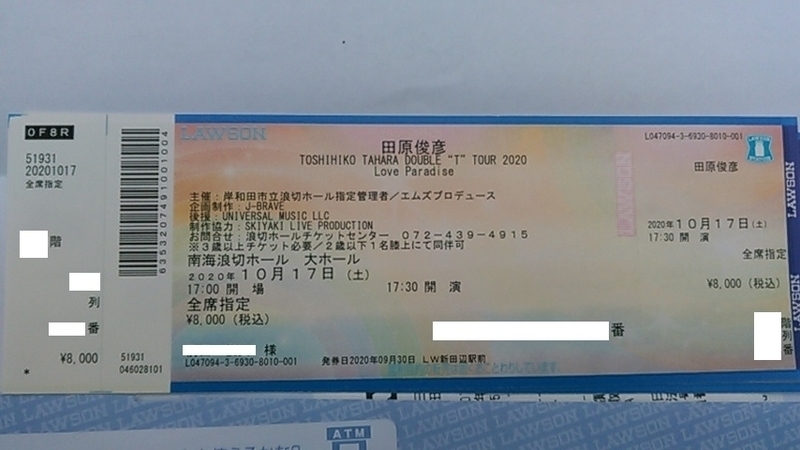 0F8R
51931
20201017
全席指定
階
列
番
¥8,000
*
635320749100100 4
51931
046028101
LAWSON
田原俊彦
TOSHIHIKO TAHARA DOUBLE "T" TOUR 2020
Love Paradise
主催：岸和田市立浪切ホール指定管理者／エムズプロデュース
企画制作：J-BRAVE
後援：UNIVERSAL MUSIC LLC
制作協力：SKIYAKI LIVE PRODUCTION
お問合せ：浪切ホールチケットセンター 072-439-4915
※3歳以上チケット必要／2歳以下1名膝上にて同伴可
南海浪切ホール 大ホール
2020年10月17日（土）
17:00 開 場 17:30 開 演
全席指定
¥8,000（税込）
番
様
L047094-3-6930-8010-001 発券日2020年09月30日 LW新田辺駅前
L047094-3-6930-8010-001
田原俊彦
LAWSON
2020年10月17日(土)
17:30 開 演
全席指定
¥8,000（税込）
階
列
番
LAWSON
LAWSON LAWSON LAWSON LAWSON
ATM